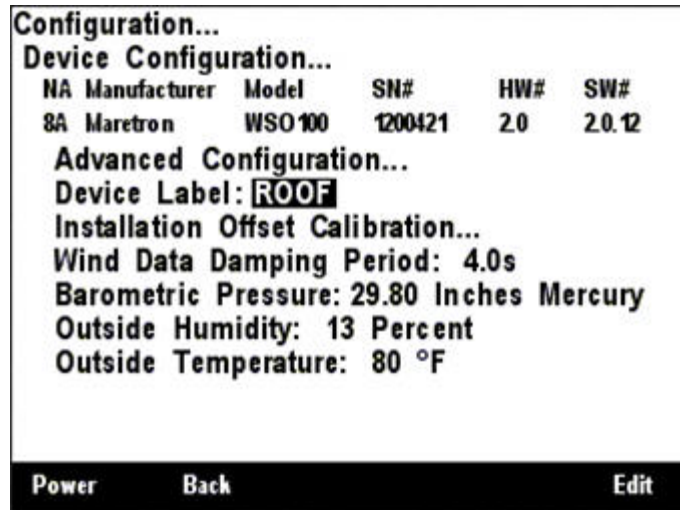 Configuration...
Device Configuration...
NA Manufacturer Model SN# HW# SW#
8A Maretron WSO100 1200421 2.0 2.0.12
Advanced Configuration...
Device Label: ROOF
Installation Offset Calibration...
Wind Data Damping Period: 4.0s
Barometric Pressure: 29.80 Inches Mercury
Outside Humidity: 13 Percent
Outside Temperature: 80 °F
Power Back Edit